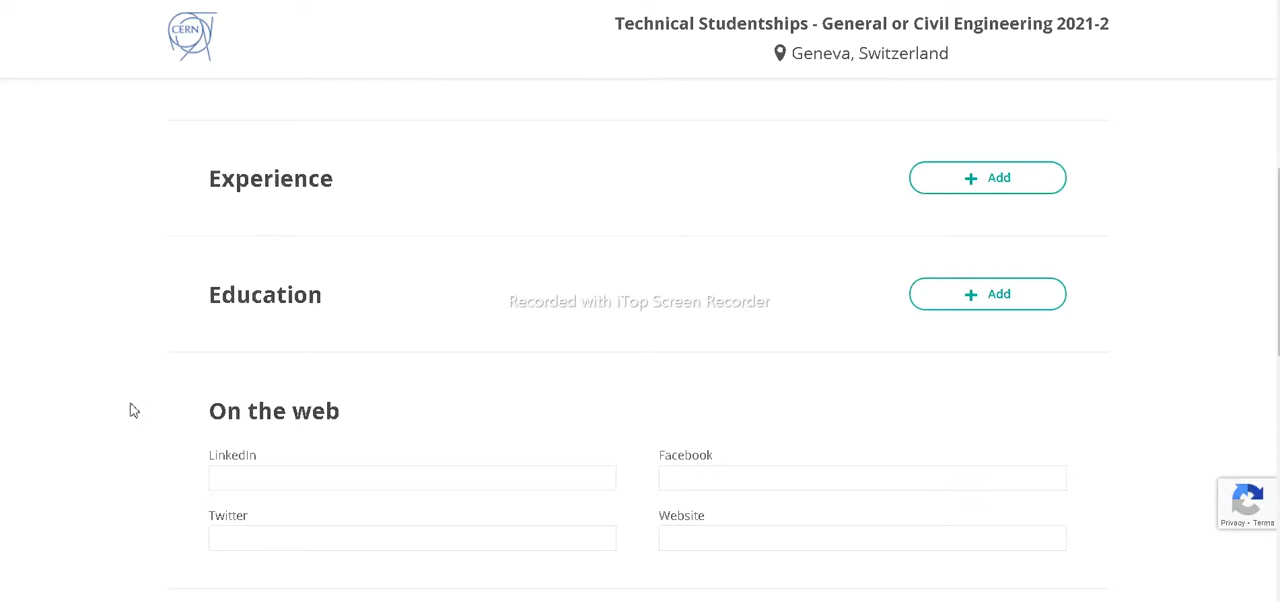 CERN
Technical Studentships - General or Civil Engineering 2021-2
Geneva, Switzerland
Experience
+ Add
Education
+ Add
Recorded with iTop Screen Recorder
On the web
LinkedIn
Facebook
Twitter
Website
Privacy - Terms